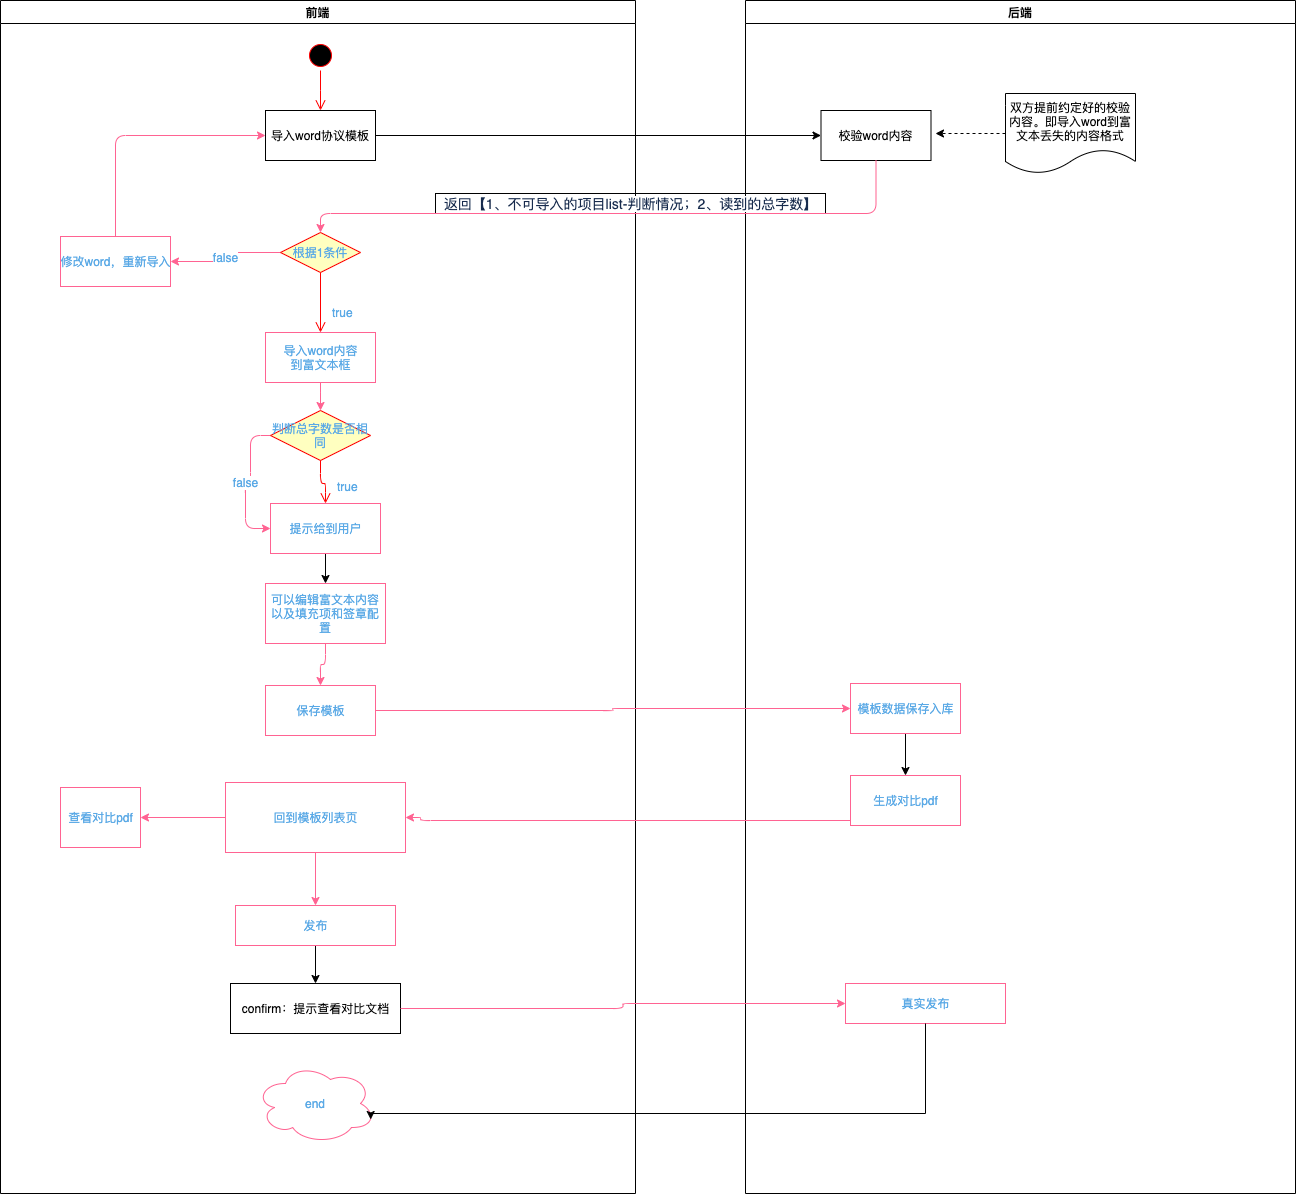 前端
后端
导入word协议模板
校验word内容
双方提前约定好的校验
内容。即导入word到富
文本丢失的内容格式
返回【1、不可导入的项目list-判断情况；2、读到的总字数】
根据1条件
false
修改word，重新导入
true
导入word内容
到富文本框
判断总字数是否相
同
false
true
提示给到用户
可以编辑富文本内容
以及填充项和签章配
置
保存模板
模板数据保存入库
生成对比pdf
回到模板列表页
查看对比pdf
发布
confirm：提示查看对比文档
真实发布
end